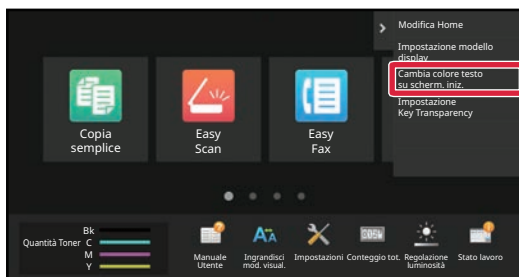 Modifica Home
Impostazione modello
display
Cambia colore testo
su scherm. iniz.
Impostazione
Key Transparency
Copia
semplice
Easy
Scan
Easy
Fax
Quantità Toner
Bk
C
M
Y
Manuale
Utente
Ingrandisci
mod. visual.
Impostazioni
Conteggio tot.
Regolazione
luminosità
Stato lavoro